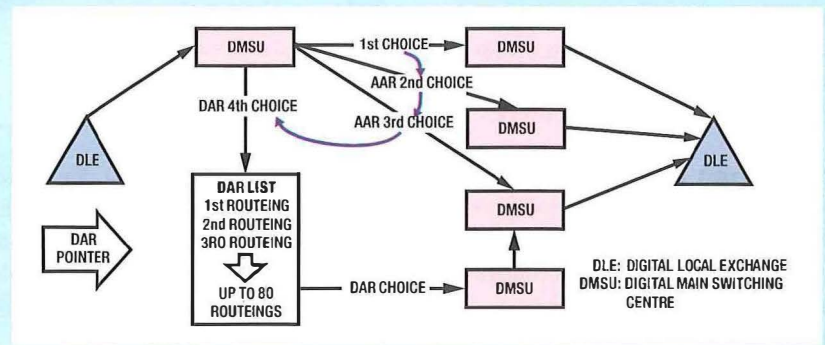 DMSU
1st CHOICE
DMSU
AAR 2nd CHOICE
DAR 4th CHOICE
AAR 3rd CHOICE
DMSU
DLE
DLE
DAR LIST
1st ROUTEING
2nd ROUTEING
3RO ROUTEING
UP TO 80
ROUTEINGS
DMSU
DAR
POINTER
DAR CHOICE
DMSU
DLE: DIGITAL LOCAL EXCHANGE
DMSU: DIGITAL MAIN SWITCHING
CENTRE